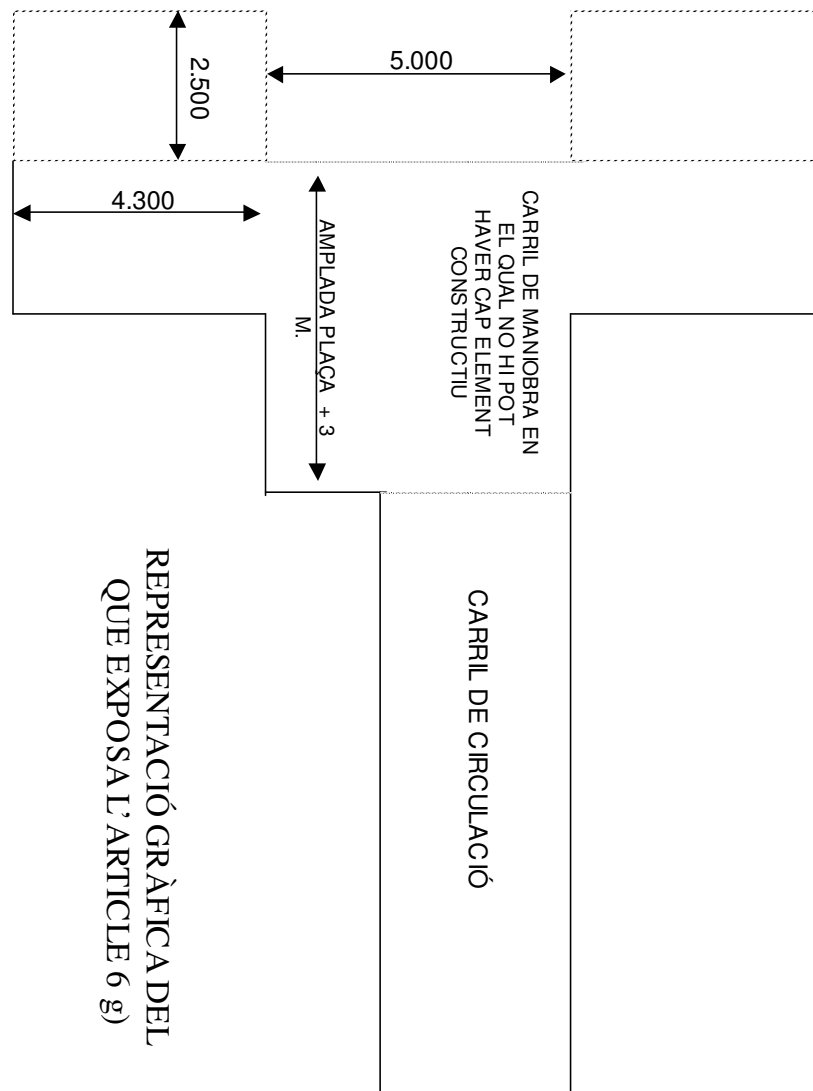 5.000
2.500
4.300
AMPLADA PLAÇA + 3
M.
CARRIL DE MANIOBRA EN
EL QUAL NO HI POT
HAVER CAP ELEMENT
CONSTRUCTIU
CARRIL DE CIRCULACIÓ
REPRESENTACIÓ GRÀFICA DEL
QUE EXPOSA L' ARTICLE 6 g)